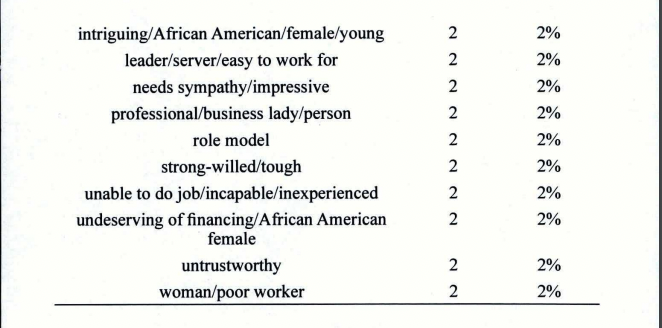 intriguing/African American/female/young 2 2%
leader/server/easy to work for 2 2%
needs sympathy/impressive 2 2%
professional/business lady/person 2 2%
role model 2 2%
strong-willed/tough 2 2%
unable to do job/incapable/inexperienced 2 2%
undeserving of financing/African American 2 2%
female
untrustworthy 2 2%
woman/poor worker 2 2%